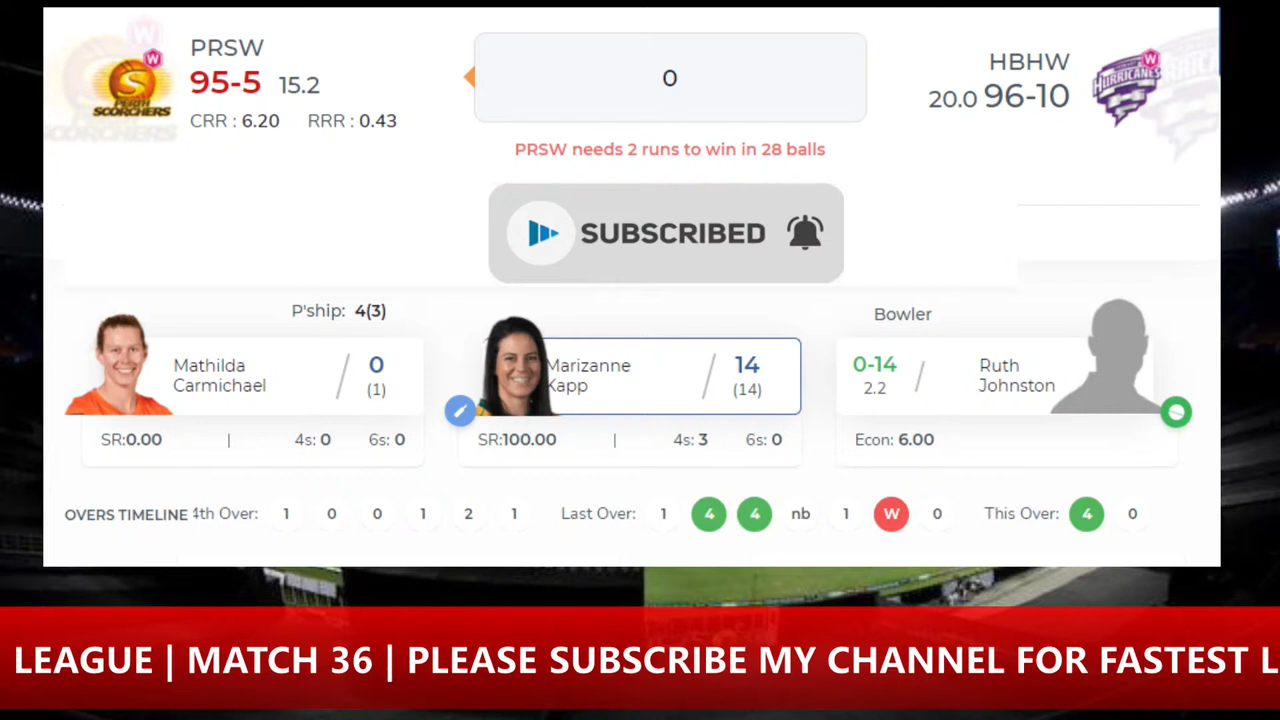 PRSW
95-5 15.2
CRR : 6.20 RRR : 0.43
0
HBHW
20.0 96-10
PERTH
SCORCHERS
HURRICANES
W
W
PRSW needs 2 runs to win in 28 balls
SUBSCRIBED
P'ship: 4(3)
Bowler
Mathilda
Carmichael
0
(1)
Marizanne
Kapp
14
(14)
0-14
2.2
Ruth
Johnston
SR:0.00 | 4s: 0 6s: 0
SR:100.00 | 4s: 3 6s: 0
Econ: 6.00
OVERS TIMELINE 4th Over: 1 0 0 1 2 1 Last Over: 1 4 4 nb 1 W 0 This Over: 4 0
LEAGUE | MATCH 36 | PLEASE SUBSCRIBE MY CHANNEL FOR FASTEST L